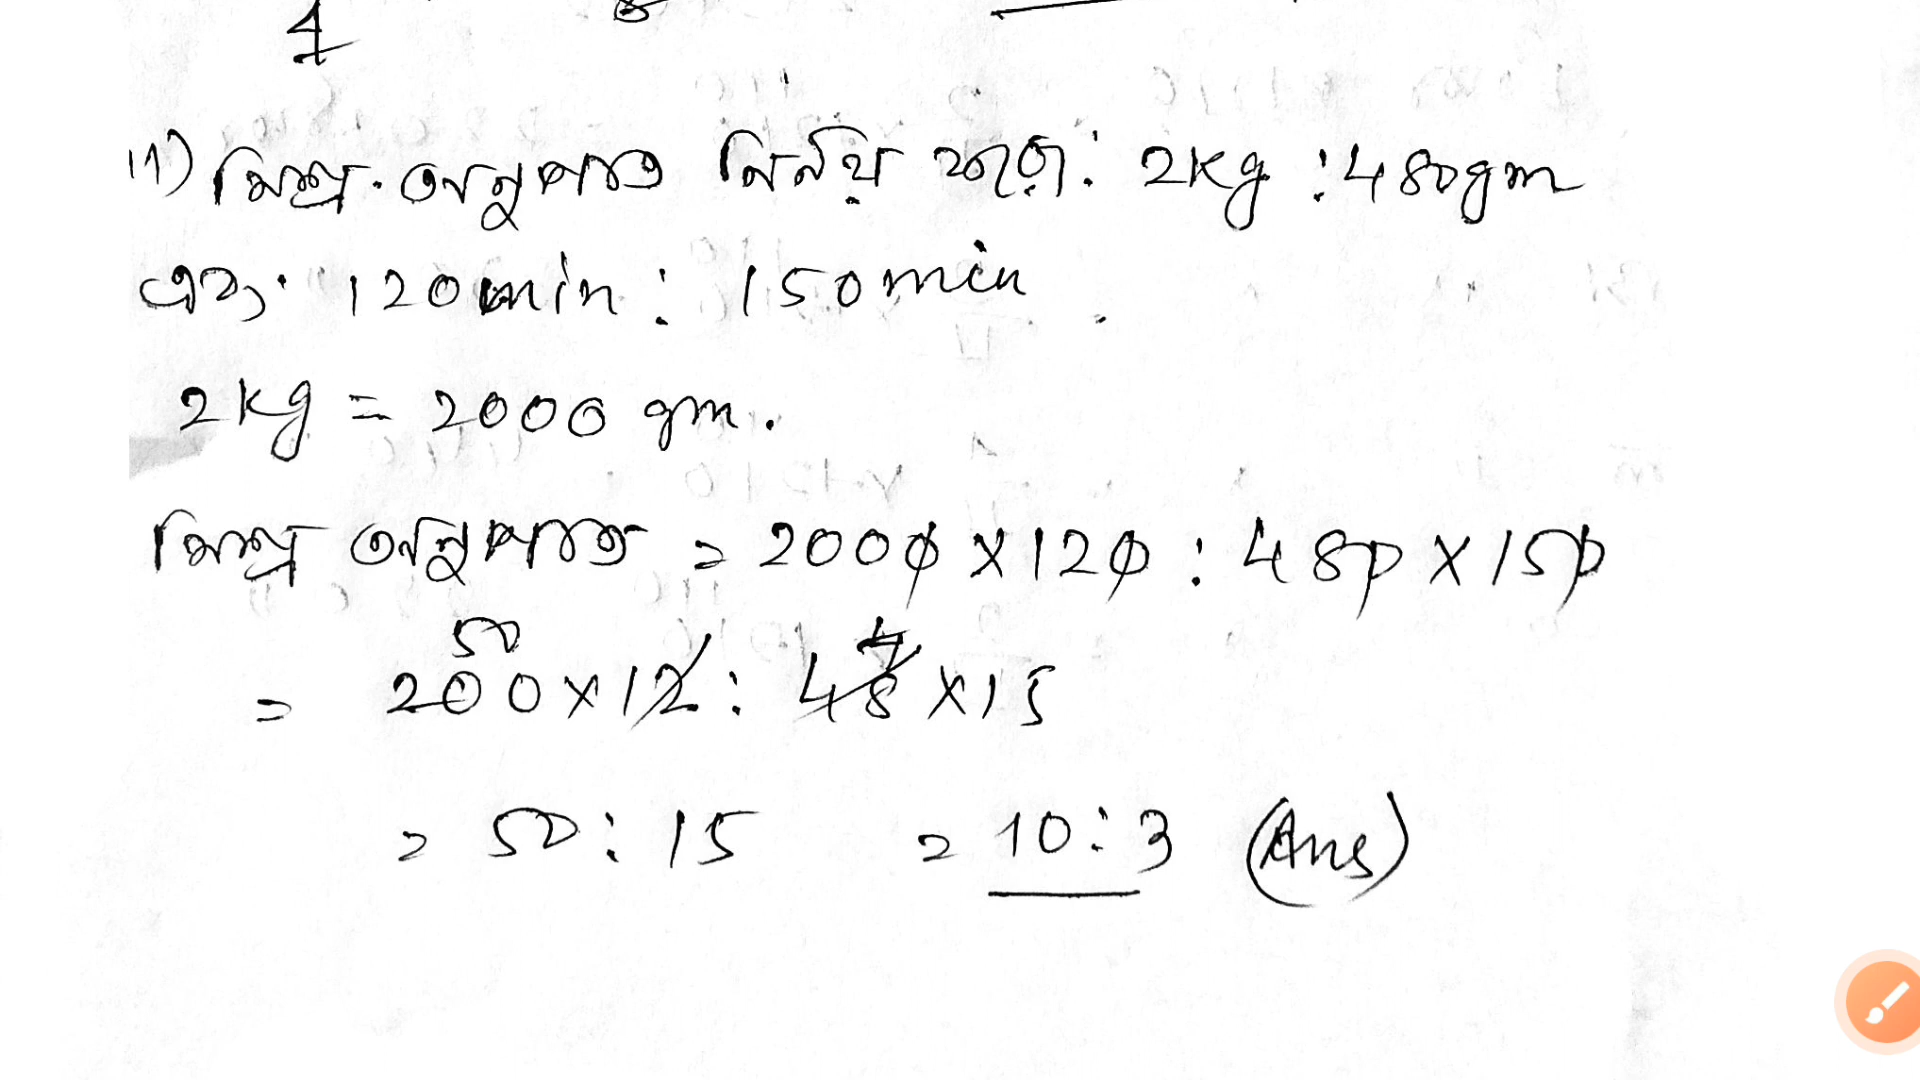 4
11) মিশ্র অনুপাত নির্নয় করো: 2kg : 480gm
এবং 120min : 150min
2kg = 2000 gm.
মিশ্র অনুপাত = 2000 x 120 : 480 x 150
50 4
= 200 x 12 : 48 x 15
= 50 : 15 = 10 : 3 (Ans)